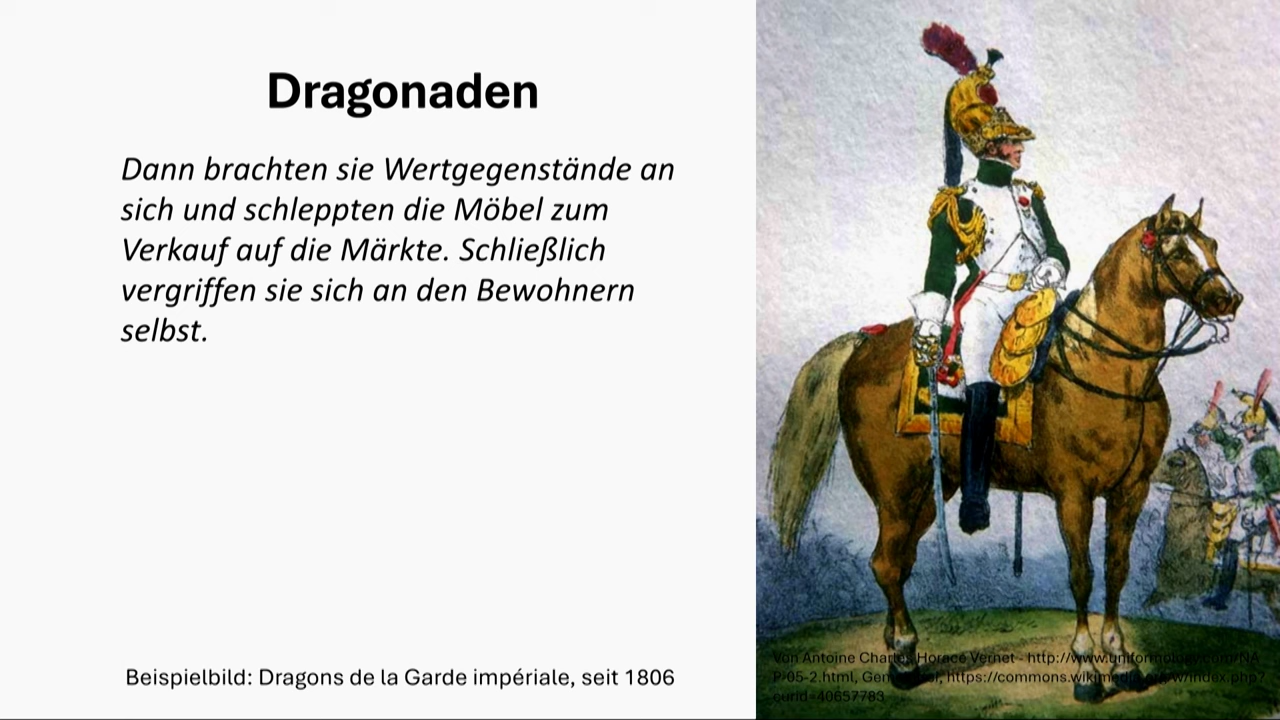 Dragonaden
Dann brachten sie Wertgegenstände an
sich und schleppten die Möbel zum
Verkauf auf die Märkte. Schließlich
vergriffen sie sich an den Bewohnern
selbst.
Beispielbild: Dragons de la Garde impériale, seit 1806
Von Antoine Charles Horace Vernet - http://www.uniformology.com/NA
P-05-2.html, Gemeinfrei, https://commons.wikimedia.org/w/index.php?
curid=40657783